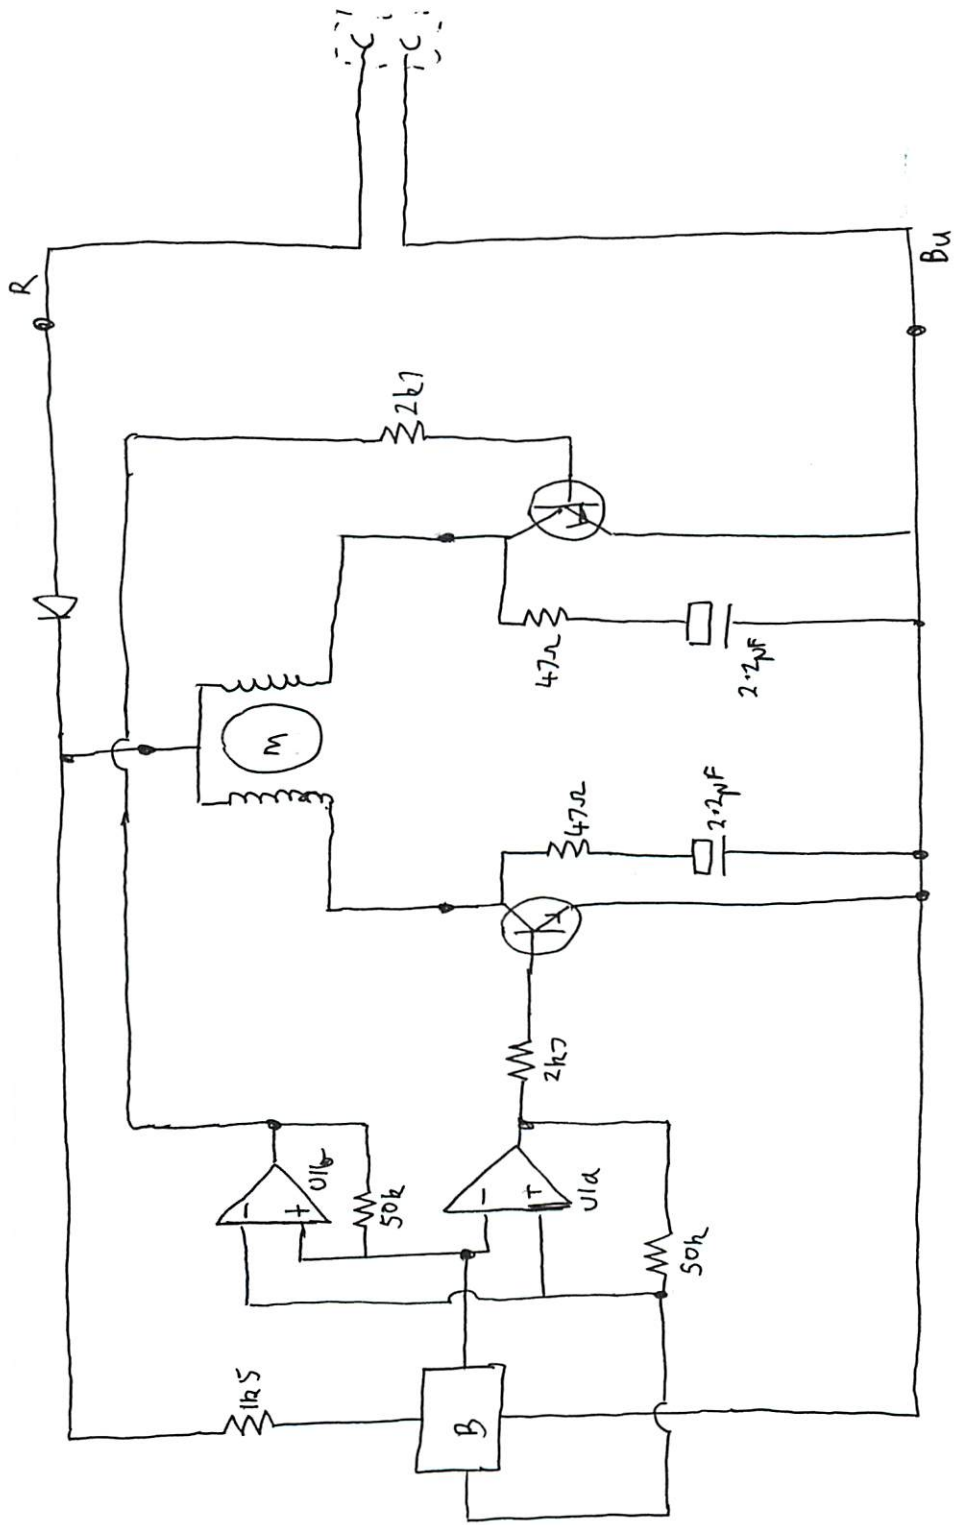 R
Bu
2k7
47Ω
2.2µF
M
47Ω
2.2µF
2k7
U1b
- +
50k
- +
U1a
50k
1k5
B